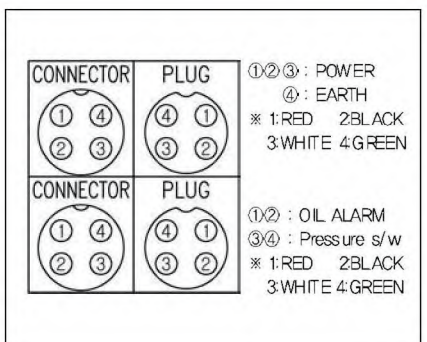 CONNECTOR PLUG ①②③ : POWER
① ④ ④ ① ④ : EARTH
② ③ ③ ② ※ 1:RED 2:BLACK
3:WHITE 4:GREEN
CONNECTOR PLUG
① ④ ④ ① ①② : OIL ALARM
② ③ ③ ② ③④ : Pressure s/w
※ 1:RED 2:BLACK
3:WHITE 4:GREEN